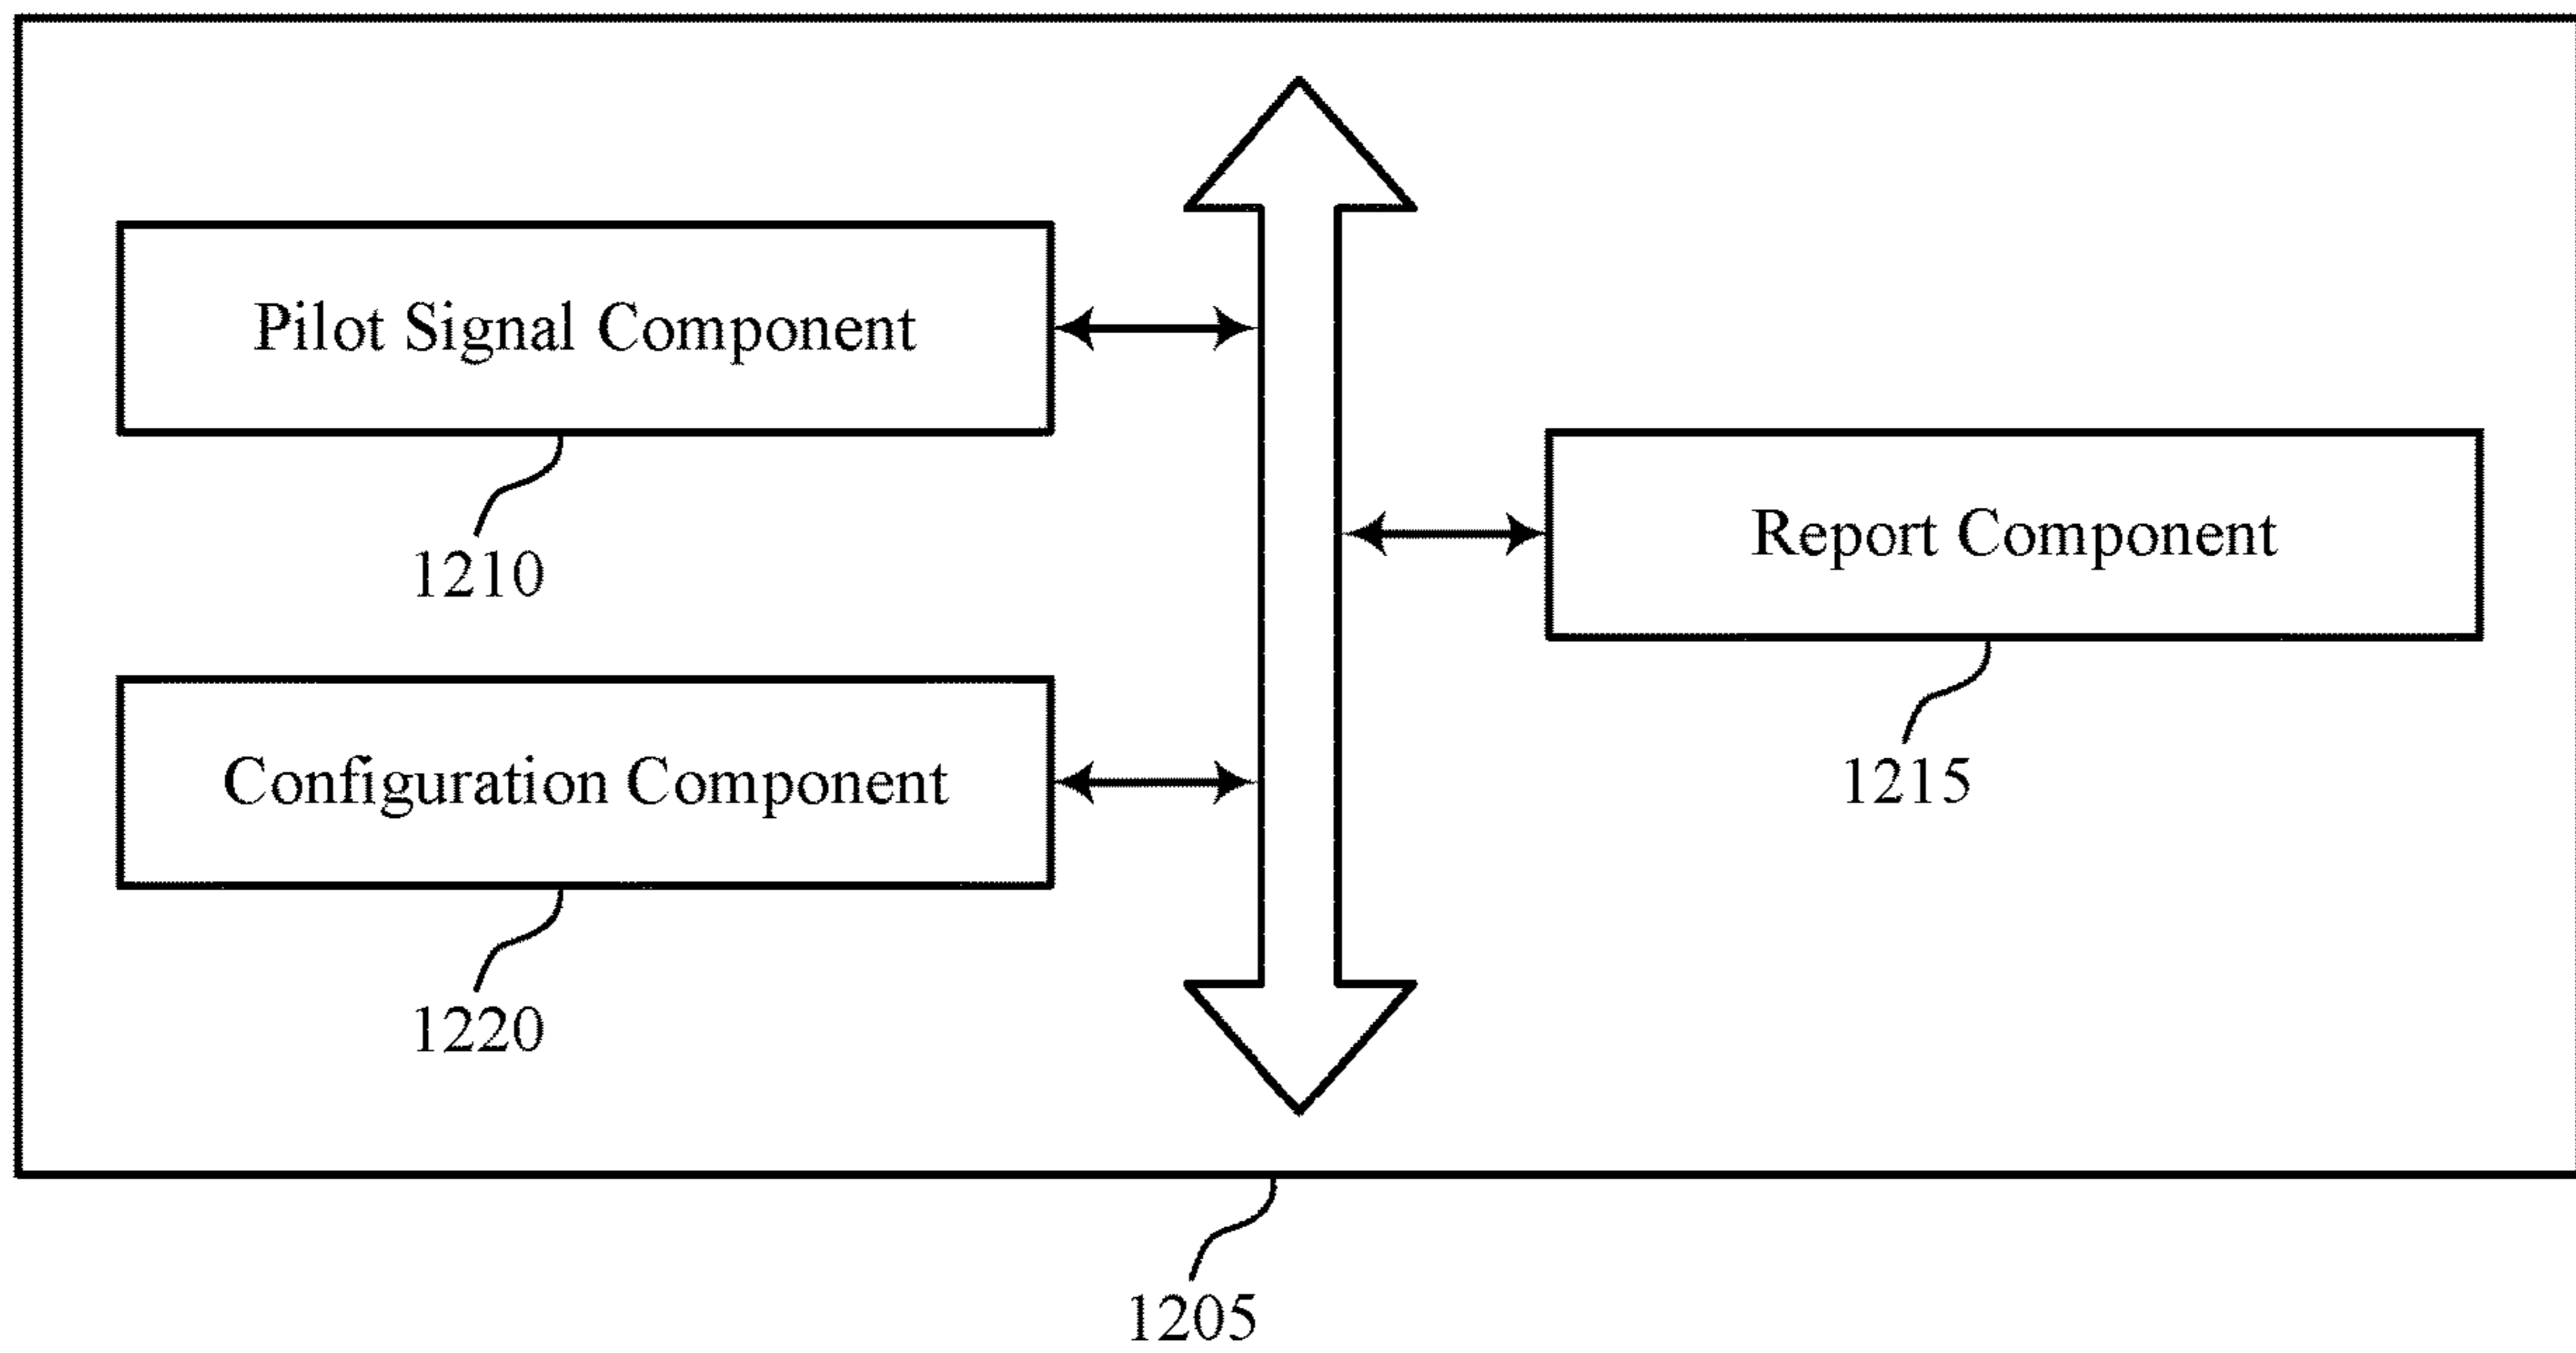 Pilot Signal Component
1210
Report Component
1215
Configuration Component
1220
1205